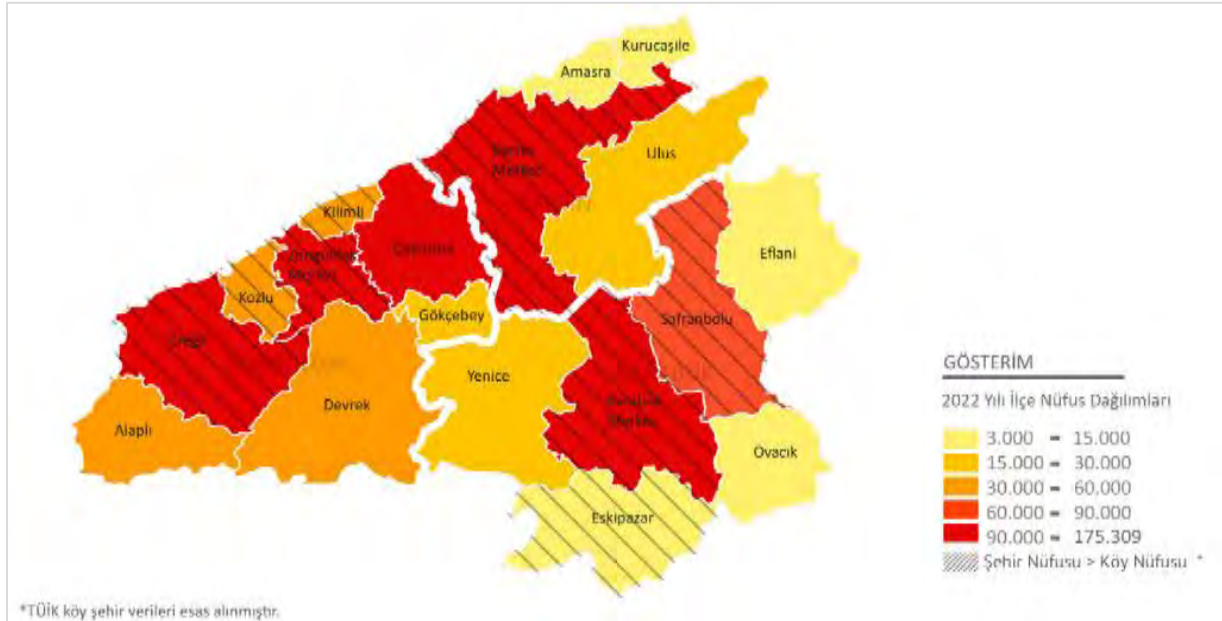 Kurucaşile
Amasra
Bartın
Merkez
Ulus
Kilimli
Çaycuma
Zonguldak
Merkez
Eflani
Kozlu
Gökçebey
Safranbolu
Ereğli
Yenice
Devrek
Karabük
Merkez
Alaplı
Ovacık
Eskipazar
GÖSTERİM
2022 Yılı İlçe Nüfus Dağılımları
3.000 = 15.000
15.000 = 30.000
30.000 = 60.000
60.000 = 90.000
90.000 = 175.309
Şehir Nüfusu > Köy Nüfusu *
*TÜİK köy şehir verileri esas alınmıştır.